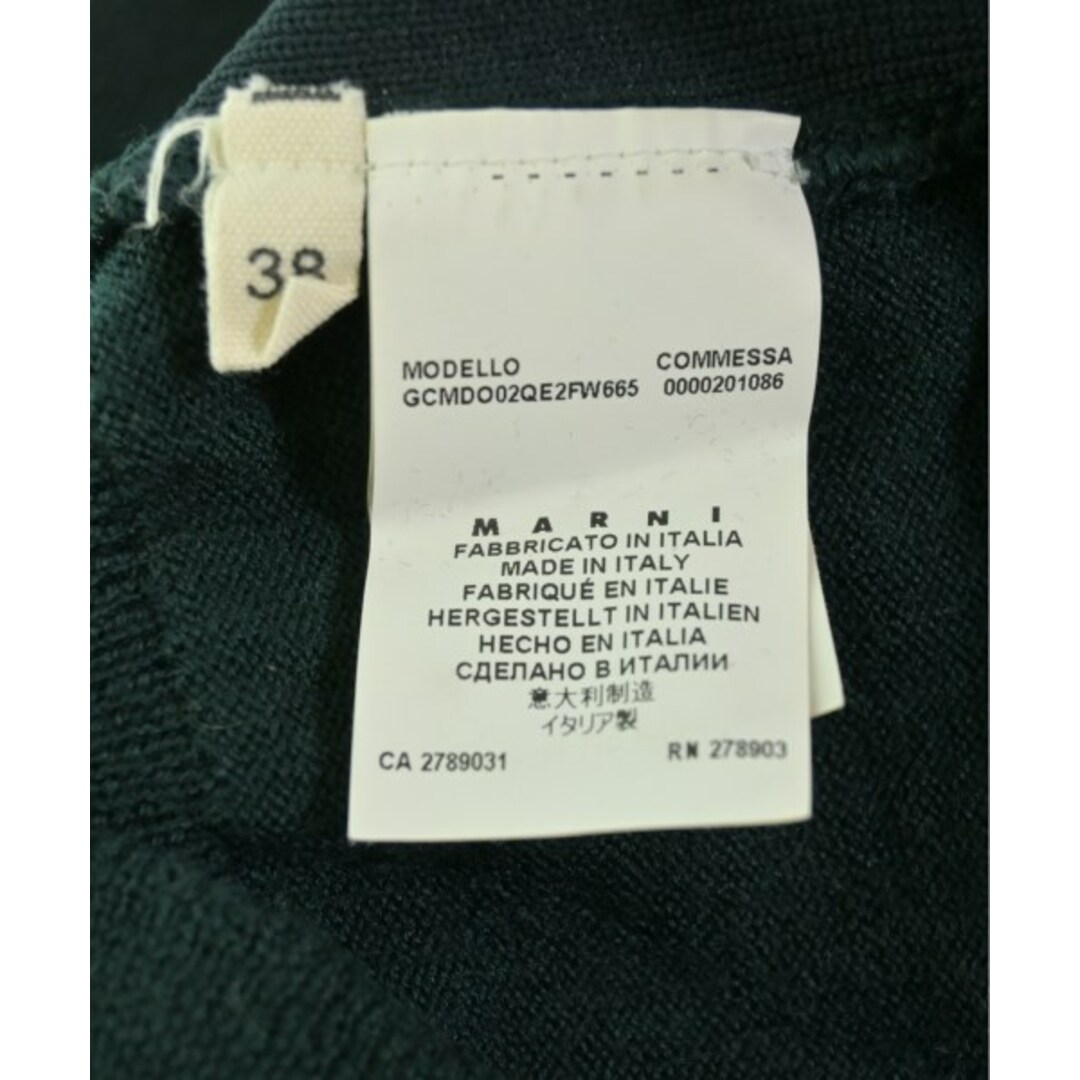 38
MODELLO COMMESSA
GCMDO02QE2FW665 0000201086
MARNI
FABBRICATO IN ITALIA
MADE IN ITALY
FABRIQUÉ EN ITALIE
HERGESTELLT IN ITALIEN
HECHO EN ITALIA
СДЕЛАНО В ИТАЛИИ
意大利制造
イタリア製
CA 2789031 RN 278903